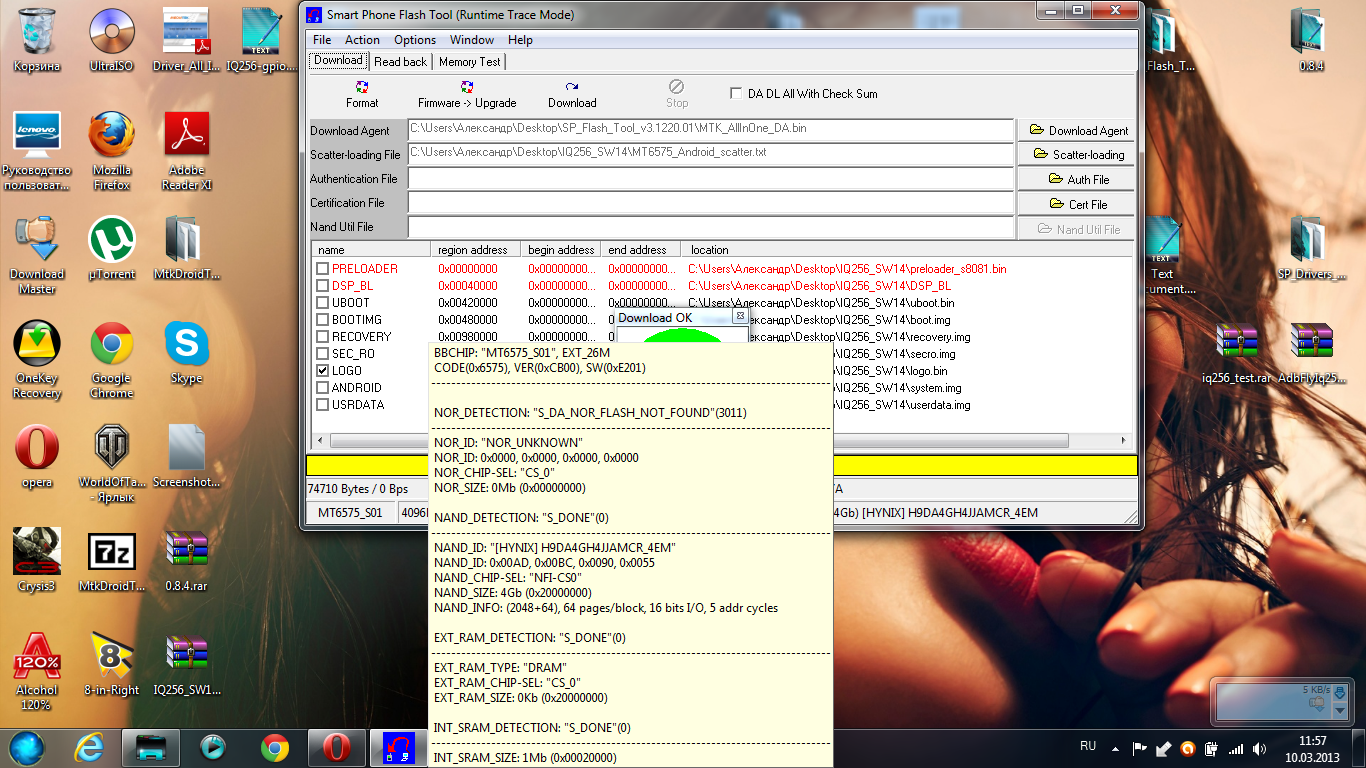 Корзина
UltraISO
Driver_All_I...
IQ256-gpio....
Руководство пользоват...
Mozilla Firefox
Adobe Reader XI
Download Master
µTorrent
MtkDroidT...
OneKey Recovery
Google Chrome
Skype
opera
WorldOfTa... - Ярлык
Screenshot...
Crysis3
MtkDroidT...
0.8.4.rar
Alcohol 120%
8-in-Right
IQ256_SW1...
Smart Phone Flash Tool (Runtime Trace Mode)
File Action Options Window Help
Download Read back Memory Test
Format Firmware -> Upgrade Download Stop DA DL All With Check Sum
Download Agent C:\Users\Александр\Desktop\SP_Flash_Tool_v3.1220.01\MTK_AllInOne_DA.bin Download Agent
Scatter-loading File C:\Users\Александр\Desktop\IQ256_SW14\MT6575_Android_scatter.txt Scatter-loading
Authentication File Auth File
Certification File Cert File
Nand Util File Nand Util File
name region address begin address end address location
PRELOADER 0x00000000 0x00000000... 0x00000000... C:\Users\Александр\Desktop\IQ256_SW14\preloader_s8081.bin
DSP_BL 0x00040000 0x00000000... 0x00000000... C:\Users\Александр\Desktop\IQ256_SW14\DSP_BL
UBOOT 0x00420000 0x00000000... 0x00000000... C:\Users\Александр\Desktop\IQ256_SW14\uboot.bin
BOOTIMG 0x00480000 0x00000000... Александр\Desktop\IQ256_SW14\boot.img
RECOVERY 0x00980000 0x00000000... Александр\Desktop\IQ256_SW14\recovery.img
SEC_RO IQ256_SW14\secro.img
LOGO IQ256_SW14\logo.bin
ANDROID IQ256_SW14\system.img
USRDATA IQ256_SW14\userdata.img
Download OK
BBCHIP: "MT6575_S01", EXT_26M
CODE(0x6575), VER(0xCB00), SW(0xE201)
NOR_DETECTION: "S_DA_NOR_FLASH_NOT_FOUND"(3011)
NOR_ID: "NOR_UNKNOWN"
NOR_ID: 0x0000, 0x0000, 0x0000, 0x0000
NOR_CHIP-SEL: "CS_0"
NOR_SIZE: 0Mb (0x00000000)
NAND_DETECTION: "S_DONE"(0)
NAND_ID: "[HYNIX] H9DA4GH4JJAMCR_4EM"
NAND_ID: 0x00AD, 0x00BC, 0x0090, 0x0055
NAND_CHIP-SEL: "NFI-CS0"
NAND_SIZE: 4Gb (0x20000000)
NAND_INFO: (2048+64), 64 pages/block, 16 bits I/O, 5 addr cycles
EXT_RAM_DETECTION: "S_DONE"(0)
EXT_RAM_TYPE: "DRAM"
EXT_RAM_CHIP-SEL: "CS_0"
EXT_RAM_SIZE: 0Kb (0x20000000)
INT_SRAM_DETECTION: "S_DONE"(0)
INT_SRAM_SIZE: 1Mb (0x00020000)
74710 Bytes / 0 Bps
MT6575_S01 4Gb) [HYNIX] H9DA4GH4JJAMCR_4EM
Flash_T...
0.8.4
Text
SP_Drivers_...
iq256_test.rar
AdbFlyIq25...
5 KB/s
RU
11:57
10.03.2013